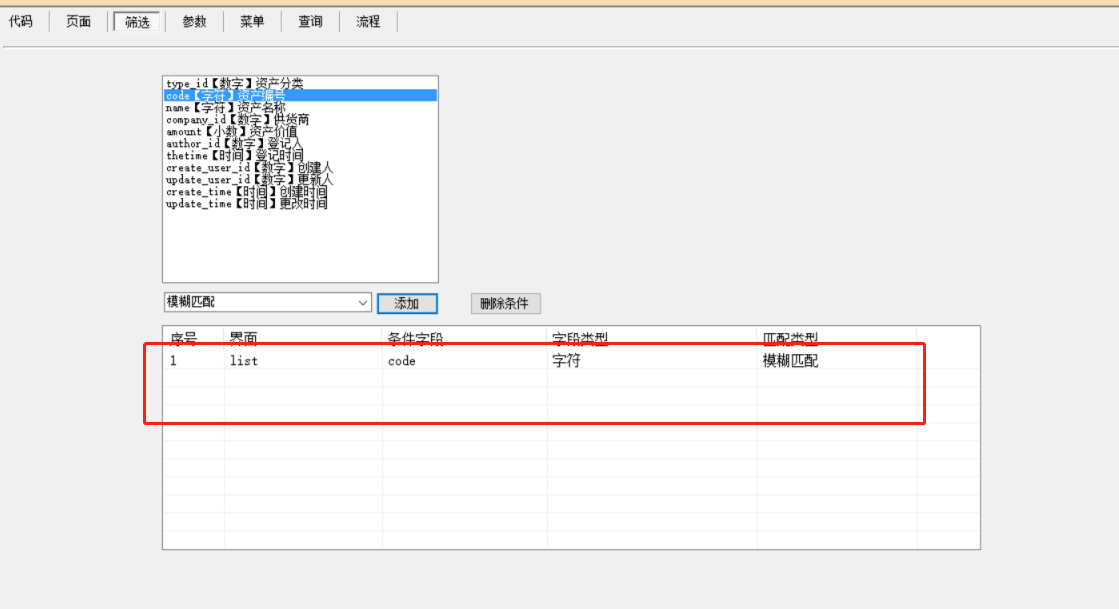 代码 页面 筛选 参数 菜单 查询 流程
type_id【数字】资产分类
code【字符】资产编号
name【字符】资产名称
company_id【数字】供货商
amount【小数】资产价值
author_id【数字】登记人
thetime【时间】登记时间
create_user_id【数字】创建人
update_user_id【数字】更新人
create_time【时间】创建时间
update_time【时间】更改时间
模糊匹配 添加 删除条件
序号 界面 条件字段 字段类型 匹配类型
1 list code 字符 模糊匹配